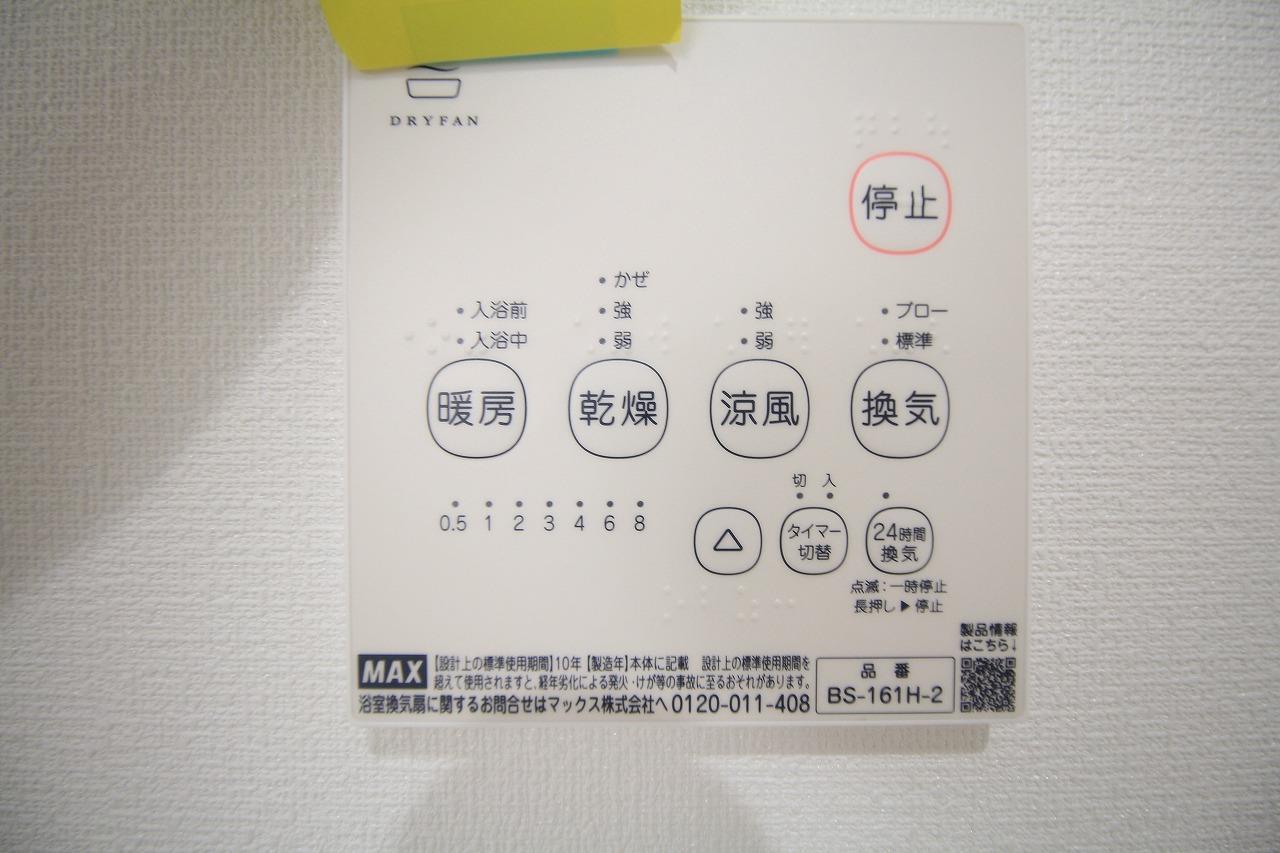 DRYFAN
停止
かぜ
入浴前 強 強 ブロー
入浴中 弱 弱 標準
暖房 乾燥 涼風 換気
切 入
0.5 1 2 3 4 6 8
△ タイマー 24時間
切替 換気
点滅：一時停止
長押し▶停止
製品情報
はこちら↓
MAX
【設計上の標準使用期間】10年【製造年】本体に記載 設計上の標準使用期間を
超えて使用されますと、経年劣化による発火・けが等の事故に至るおそれがあります。
浴室換気扇に関するお問合せはマックス株式会社へ 0120-011-408
品番
BS-161H-2